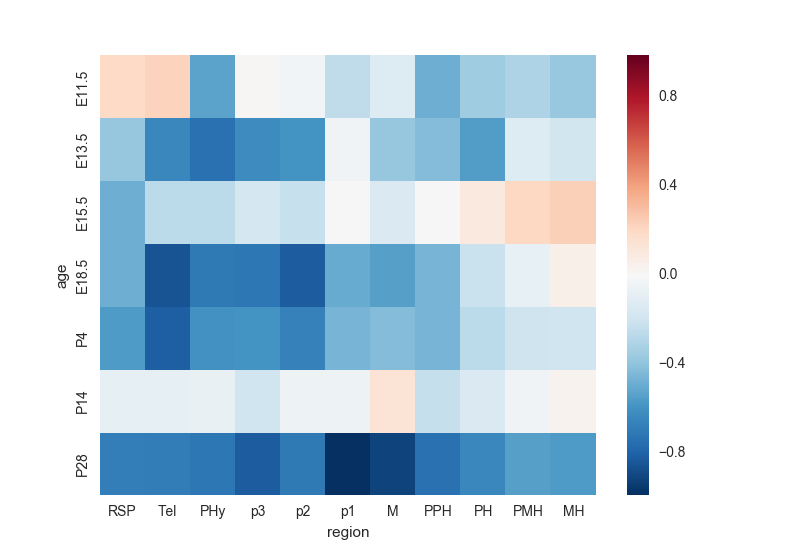 E11.5
E13.5
E15.5
E18.5
P4
P14
P28
age
RSP Tel PHy p3 p2 p1 M PPH PH PMH MH
region
0.8
0.4
0.0
−0.4
−0.8